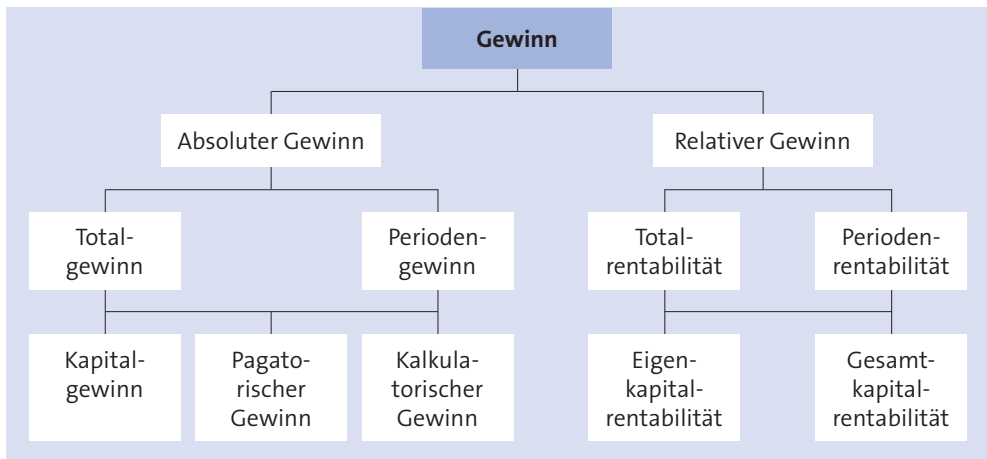 Gewinn
Absoluter Gewinn
Relativer Gewinn
Total-
gewinn
Perioden-
gewinn
Total-
rentabilität
Perioden-
rentabilität
Kapital-
gewinn
Pagato-
rischer
Gewinn
Kalkula-
torischer
Gewinn
Eigen-
kapital-
rentabilität
Gesamt-
kapital-
rentabilität